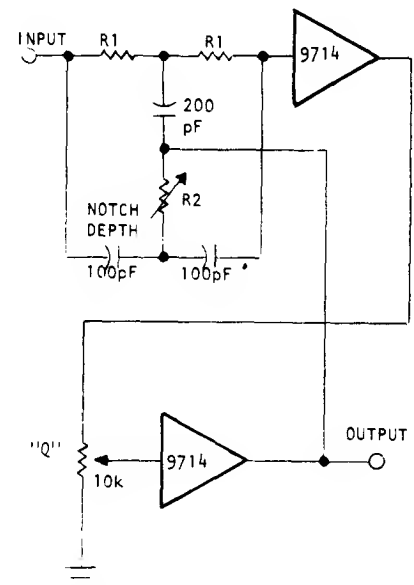 INPUT
R1
R1
9714
200
pF
R2
NOTCH
DEPTH
100pF
100pF
"Q"
10k
9714
OUTPUT